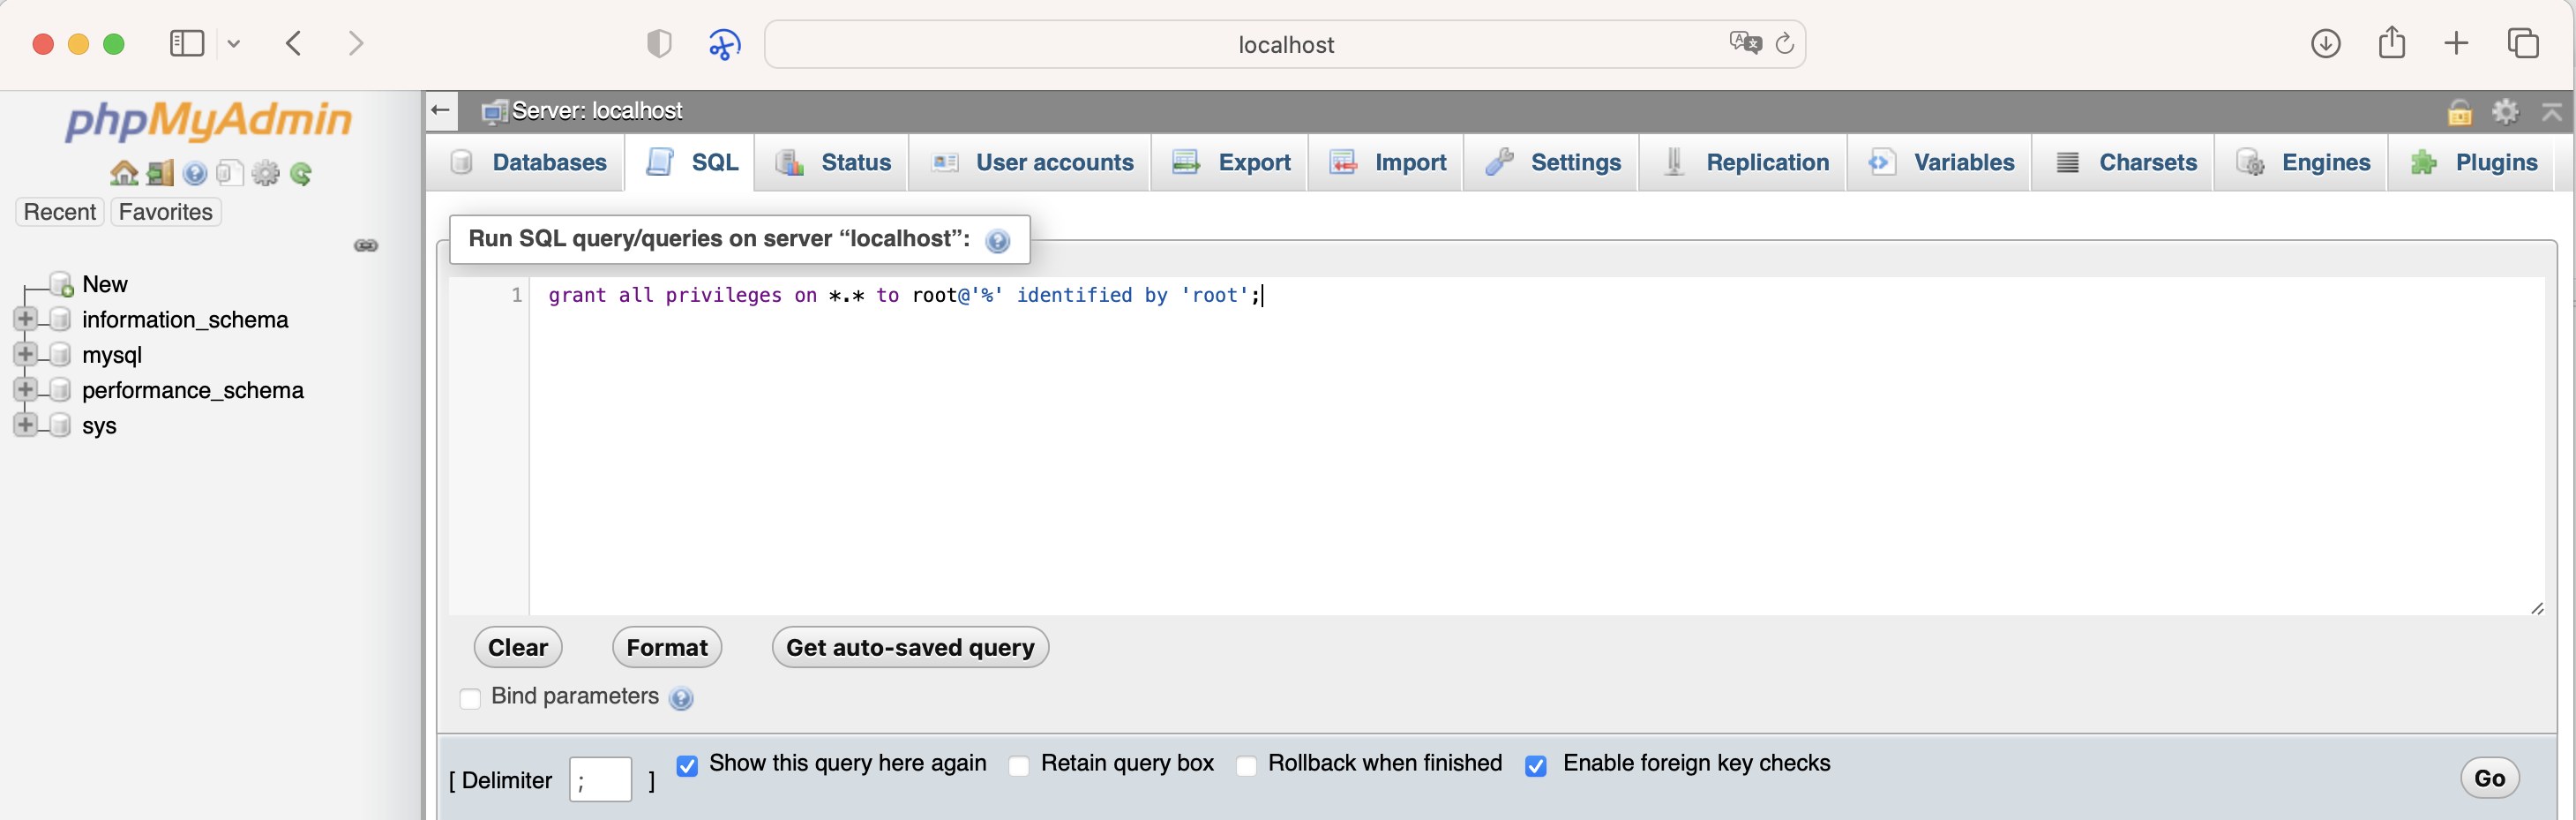 localhost
phpMyAdmin
Recent Favorites
New
information_schema
mysql
performance_schema
sys
Server: localhost
Databases SQL Status User accounts Export Import Settings Replication Variables Charsets Engines Plugins
Run SQL query/queries on server “localhost”:
1 grant all privileges on *.* to root@'%' identified by 'root';
Clear Format Get auto-saved query
Bind parameters
[ Delimiter ; ] Show this query here again Retain query box Rollback when finished Enable foreign key checks Go